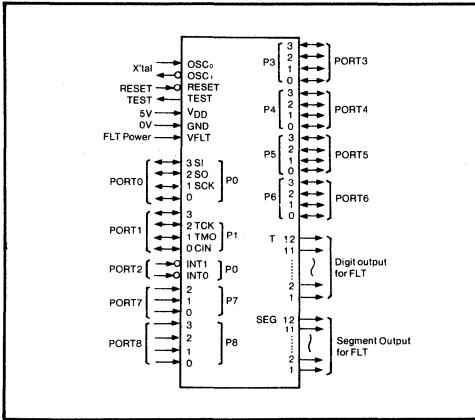 X'tal OSC₀
OSC₁
RESET RESET
TEST TEST
5V VDD
0V GND
FLT Power VFLT
PORT0 3 SI P0
2 SO
1 SCK
0
PORT1 3 P1
2 TCK
1 TMO
0 CIN
PORT2 INT1 P0
INT0
PORT7 2 P7
1
0
PORT8 3 P8
2
1
0
P3 3 PORT3
2
1
0
P4 3 PORT4
2
1
0
P5 3 PORT5
2
1
0
P6 3 PORT6
2
1
0
T 12
11
Digit output
for FLT
2
1
SEG 12
11
Segment Output
for FLT
2
1